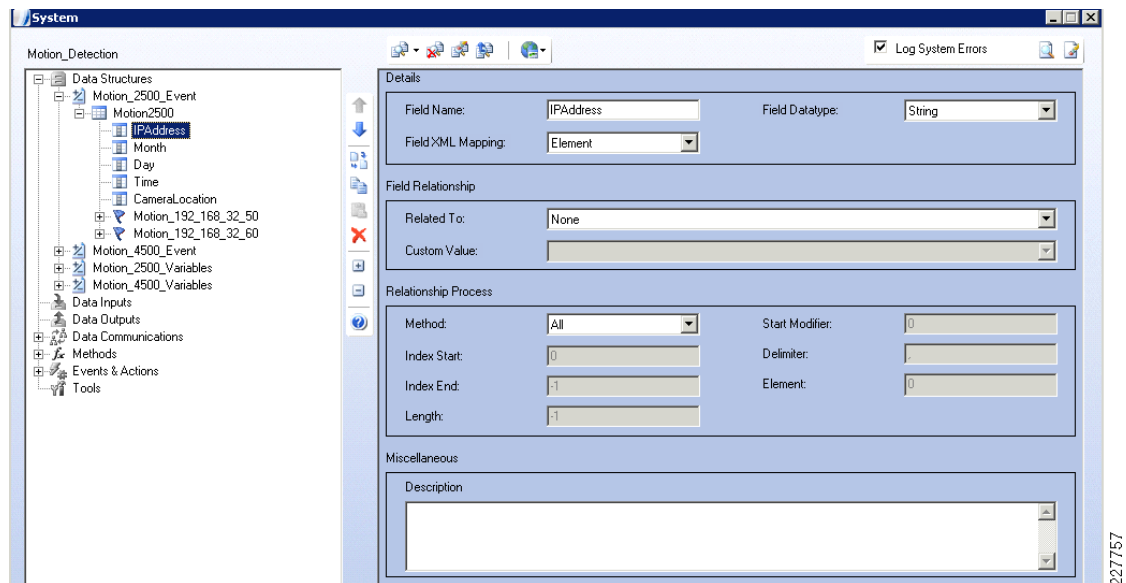 System
Motion_Detection
Log System Errors
Data Structures
Motion_2500_Event
Motion2500
IPAddress
Month
Day
Time
CameraLocation
Motion_192_168_32_50
Motion_192_168_32_60
Motion_4500_Event
Motion_2500_Variables
Motion_4500_Variables
Data Inputs
Data Outputs
Data Communications
Methods
Events & Actions
Tools
Details
Field Name: IPAddress Field Datatype: String
Field XML Mapping: Element
Field Relationship
Related To: None
Custom Value:
Relationship Process
Method: All Start Modifier: 0
Index Start: 0 Delimiter: .
Index End: -1 Element: 0
Length: -1
Miscellaneous
Description
227757